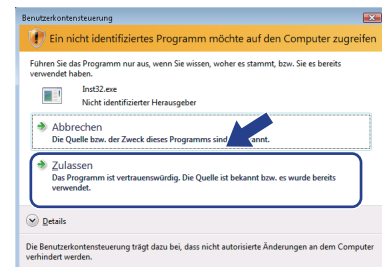 Benutzerkontensteuerung
Ein nicht identifiziertes Programm möchte auf den Computer zugreifen
Führen Sie das Programm nur aus, wenn Sie wissen, woher es stammt, bzw. Sie es bereits
verwendet haben.
Inst32.exe
Nicht identifizierter Herausgeber
Abbrechen
Die Quelle bzw. der Zweck dieses Programms sind
Zulassen
Das Programm ist vertrauenswürdig. Die Quelle ist bekannt bzw. es wurde bereits
verwendet.
Details
Die Benutzerkontensteuerung trägt dazu bei, dass nicht autorisierte Änderungen an dem Computer
verhindert werden.